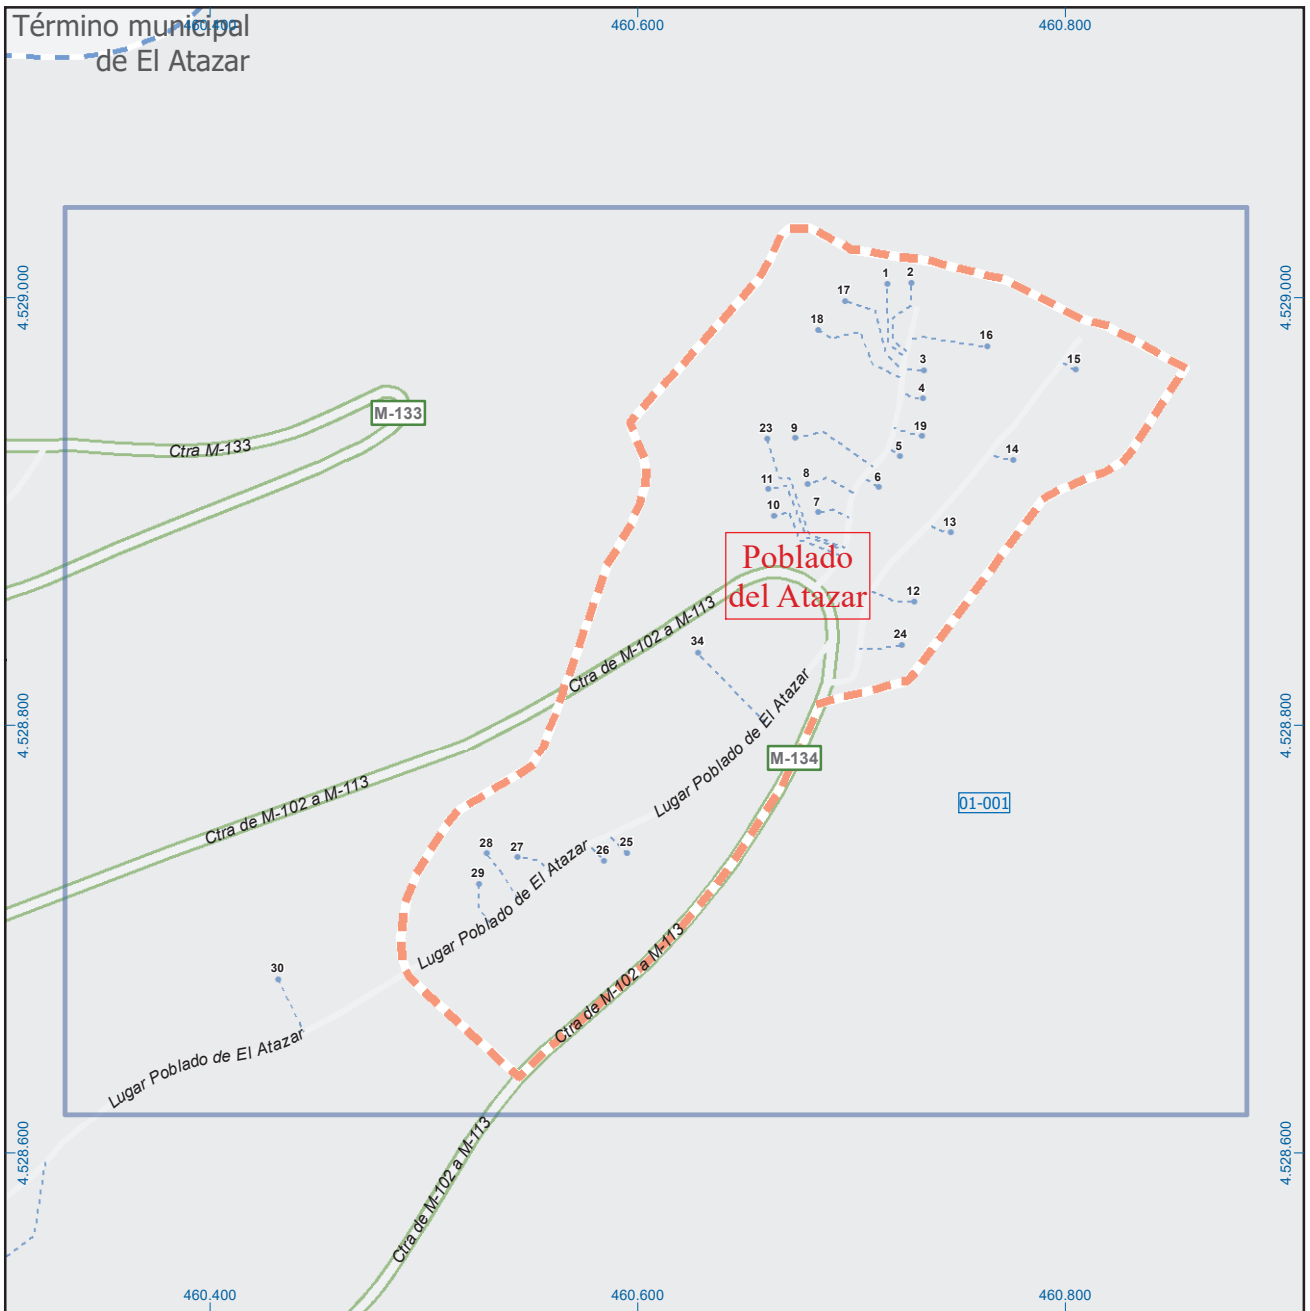 Término municipal
de El Atazar
460.400
460.600
460.800
4.529.000
4.529.000
1
2
17
18
16
3
15
4
23
9
19
5
14
8
6
11
10
7
13
M-133
Ctra M-133
Poblado
del Atazar
12
24
34
Ctra de M-102 a M-113
4.528.800
4.528.800
Lugar Poblado de El Atazar
M-134
01-001
Ctra de M-102 a M-113
28
27
26
25
29
Lugar Poblado de El Atazar
30
Ctra de M-102 a M-113
Lugar Poblado de El Atazar
4.528.600
4.528.600
Ctra de M-102 a M-113
460.400
460.600
460.800